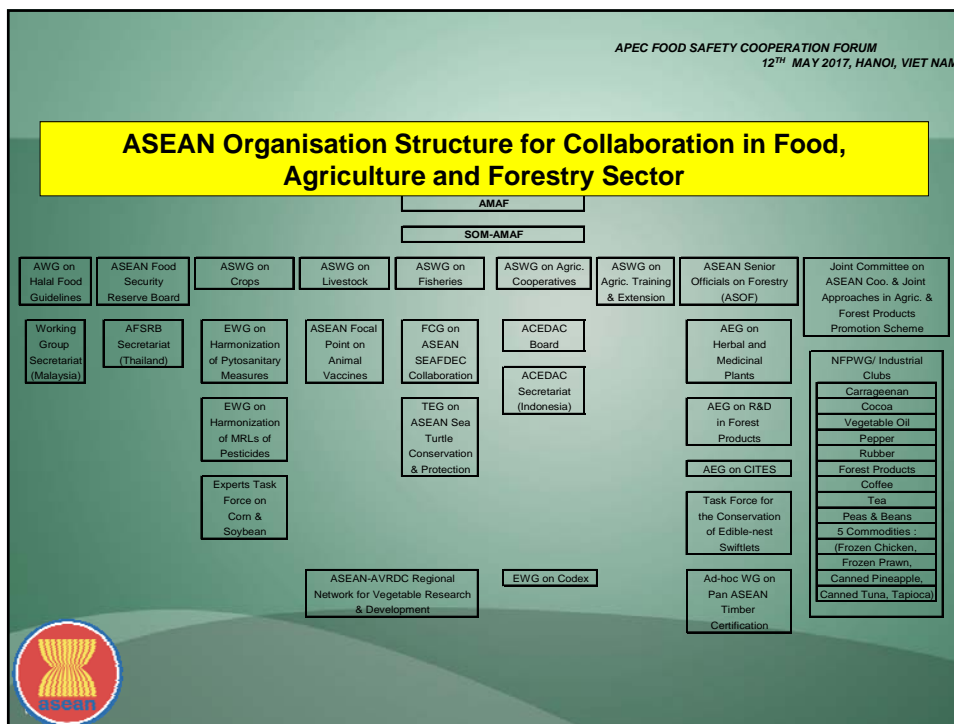 APEC FOOD SAFETY COOPERATION FORUM
12TH MAY 2017, HANOI, VIET NAM
ASEAN Organisation Structure for Collaboration in Food,
Agriculture and Forestry Sector
AMAF
SOM-AMAF
AWG on
Halal Food
Guidelines
Working
Group
Secretariat
(Malaysia)
ASEAN Food
Security
Reserve Board
AFSRB
Secretariat
(Thailand)
ASWG on
Crops
EWG on
Harmonization
of Pytosanitary
Measures
EWG on
Harmonization
of MRLs of
Pesticides
Experts Task
Force on
Corn &
Soybean
ASWG on
Livestock
ASEAN Focal
Point on
Animal
Vaccines
ASWG on
Fisheries
FCG on
ASEAN
SEAFDEC
Collaboration
TEG on
ASEAN Sea
Turtle
Conservation
& Protection
ASEAN-AVRDC Regional
Network for Vegetable Research
& Development
ASWG on Agric.
Cooperatives
ACEDAC
Board
ACEDAC
Secretariat
(Indonesia)
EWG on Codex
ASWG on
Agric. Training
& Extension
ASEAN Senior
Officials on Forestry
(ASOF)
AEG on
Herbal and
Medicinal
Plants
AEG on R&D
in Forest
Products
AEG on CITES
Task Force for
the Conservation
of Edible-nest
Swiftlets
Ad-hoc WG on
Pan ASEAN
Timber
Certification
Joint Committee on
ASEAN Coo. & Joint
Approaches in Agric. &
Forest Products
Promotion Scheme
NFPWG/ Industrial
Clubs
Carrageenan
Cocoa
Vegetable Oil
Pepper
Rubber
Forest Products
Coffee
Tea
Peas & Beans
5 Commodities :
(Frozen Chicken,
Frozen Prawn,
Canned Pineapple,
Canned Tuna, Tapioca)
asean